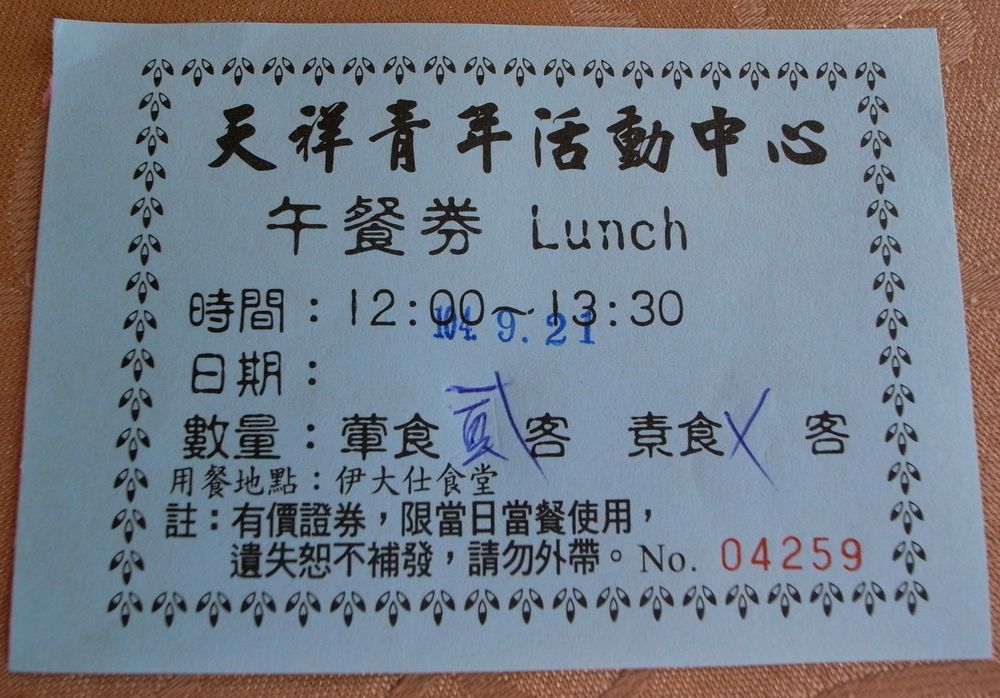 天祥青年活動中心
午餐券 Lunch
時間：12:00～13:30
104. 9. 21
日期：
數量：葷食 貳 客 素食 X 客
用餐地點：伊大仕食堂
註：有價證券，限當日當餐使用，
遺失恕不補發，請勿外帶。No. 04259